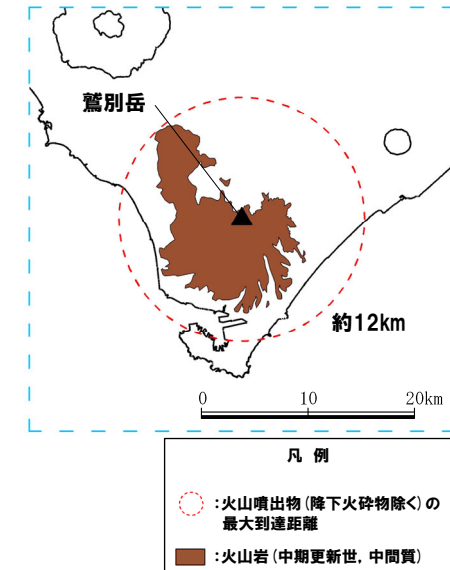 鷲別岳
約12km
0 10 20km
凡 例
:火山噴出物(降下火砕物除く)の
最大到達距離
:火山岩(中期更新世,中間質)